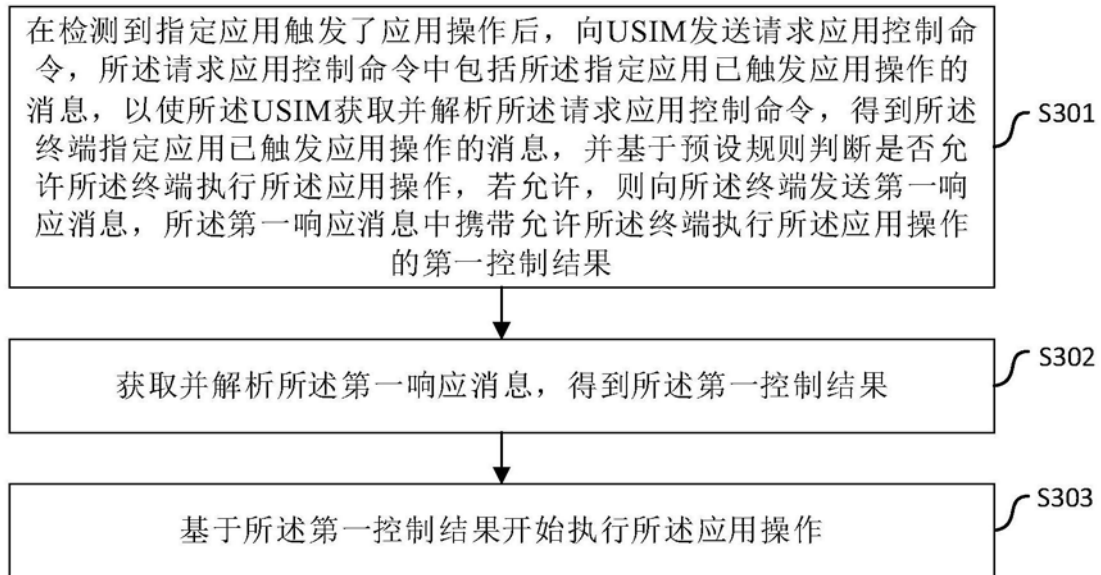 在检测到指定应用触发了应用操作后，向USIM发送请求应用控制命
令，所述请求应用控制命令中包括所述指定应用已触发应用操作的
消息，以使所述USIM获取并解析所述请求应用控制命令，得到所述
终端指定应用已触发应用操作的消息，并基于预设规则判断是否允
许所述终端执行所述应用操作，若允许，则向所述终端发送第一响
应消息，所述第一响应消息中携带允许所述终端执行所述应用操作
的第一控制结果
S301
获取并解析所述第一响应消息，得到所述第一控制结果
S302
基于所述第一控制结果开始执行所述应用操作
S303